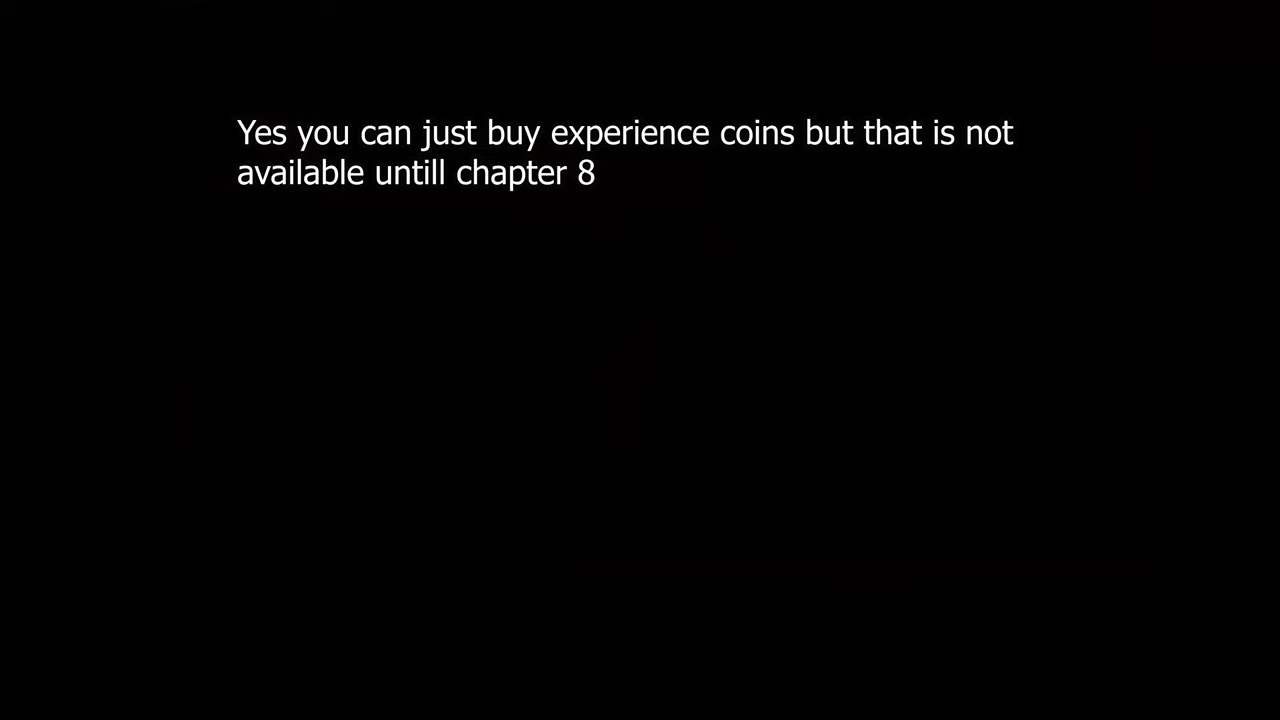 Yes you can just buy experience coins but that is not
available untill chapter 8